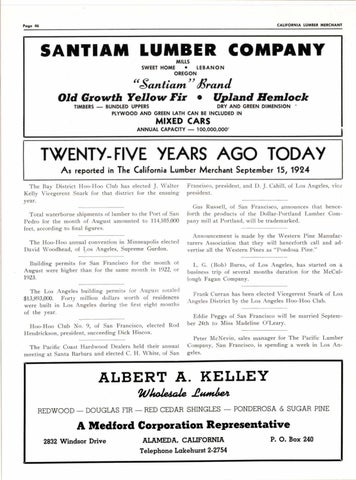 Page 46
CALIFORNIA LUMBER MERCHANT
SANTIAM LUMBER COMPANY
MILLS
SWEET HOME • LEBANON
OREGON
"Santiam" Brand
Old Growth Yellow Fir • Upland Hemlock
TIMBERS — BUNDLED UPPERS
DRY AND GREEN DIMENSION
PLYWOOD AND GREEN LATH CAN BE INCLUDED IN
MIXED CARS
ANNUAL CAPACITY — 100,000,000'
TWENTY-FIVE YEARS AGO TODAY
As reported in The California Lumber Merchant September 15, 1924
The Bay District Hoo-Hoo Club has elected J. Walter
Kelly Viceregent Snark for that district for the ensuing
year.
Total waterborne shipments of lumber to the Port of San
Pedro for the month of August amounted to 114,505,000
feet, according to final figures.
The Hoo-Hoo annual convention in Minneapolis elected
David Woodhead, of Los Angeles, Supreme Gurdon.
Building permits for San Francisco for the month or
August were higher than for the same month in 1922, or
1923.
The Los Angeles building permits for August totaled
$13,893,000. Forty million dollars worth of residences
were built in Los Angeles during the first eight months
of the year.
Hoo-Hoo Club No. 9, of San Francisco, elected Rod
Hendrickson, president, succeeding Dick Hiscox.
The Pacific Coast Hardwood Dealers held their annual
meeting at Santa Barbara and elected C. H. White, of San
Francisco, president, and D. J. Cahill, of Los Angeles, vice
president.
Gus Russell, of San Francisco, announces that hence-
forth the products of the Dollar-Portland Lumber Com-
pany mill at Portland, will be trademarked.
Announcement is made by the Western Pine Manufac-
turers Association that they will henceforth call and ad-
vertise all the Western Pines as "Pondosa Pine."
L. G. (Bob) Burns, of Los Angeles, has started on a
business trip of several months duration for the McCul-
lough Fagan Company.
Frank Curran has been elected Viceregent Snark of Los
Angeles District by the Los Angeles Hoo-Hoo Club.
Eddie Peggs of San Francisco will be married Septem-
ber 24th to Miss Madeline O'Leary.
Peter McNevin, sales manager for The Pacific Lumber
Company, San Francisco, is spending a week in Los An-
geles.
ALBERT A. KELLEY
Wholesale Lumber
REDWOOD — DOUGLAS FIR — RED CEDAR SHINGLES — PONDEROSA & SUGAR PINE
A Medford Corporation Representative
2832 Windsor Drive
ALAMEDA, CALIFORNIA
P. O. Box 240
Telephone Lakehurst 2-2754